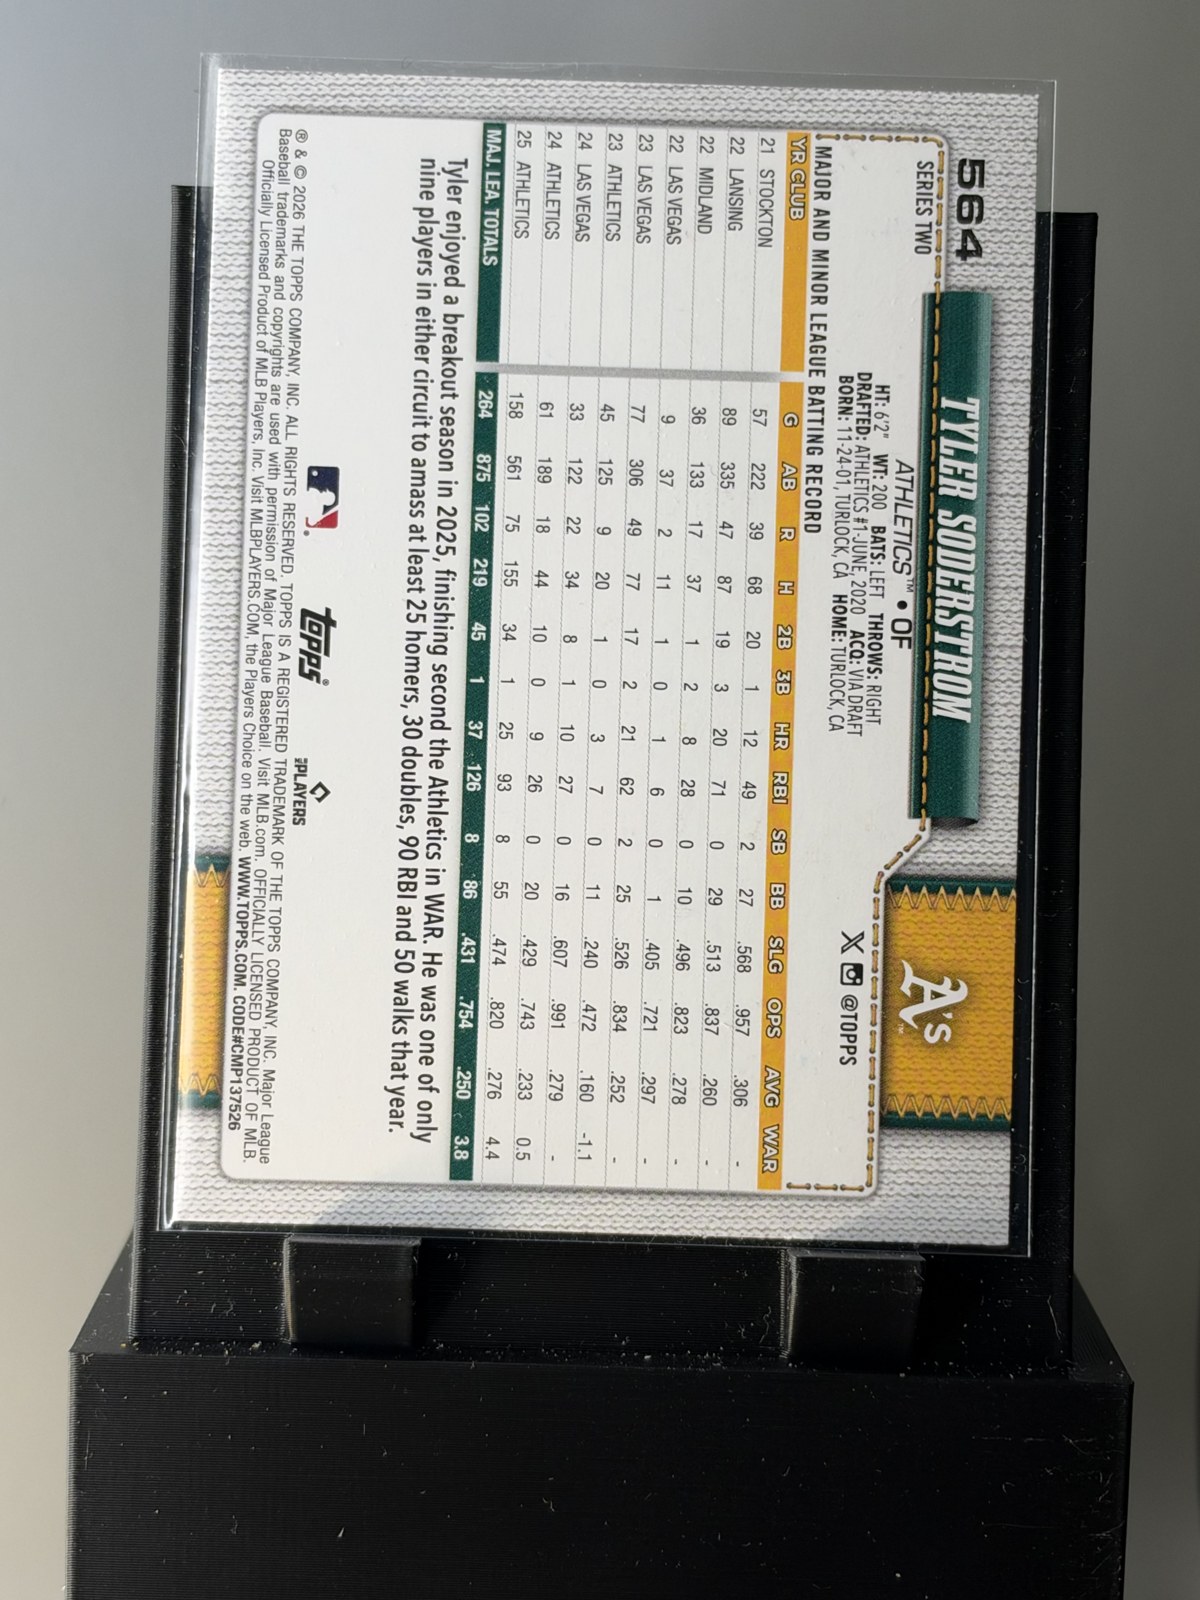 564
SERIES TWO
TYLER SODERSTROM
ATHLETICS™ • OF
A's™
HT: 6'2" WT: 200 BATS: LEFT THROWS: RIGHT
DRAFTED: ATHLETICS #1-JUNE, 2020 ACQ: VIA DRAFT
BORN: 11-24-01, TURLOCK, CA HOME: TURLOCK, CA
X @TOPPS
MAJOR AND MINOR LEAGUE BATTING RECORD
YR CLUB G AB R H 2B 3B HR RBI SB BB SLG OPS AVG WAR
21 STOCKTON 57 222 39 68 20 1 12 49 2 27 .568 .957 .306 -
22 LANSING 89 335 47 87 19 3 20 71 0 29 .513 .837 .260 -
22 MIDLAND 36 133 17 37 1 2 8 28 0 10 .496 .823 .278 -
22 LAS VEGAS 9 37 2 11 1 0 1 6 0 1 .405 .721 .297 -
23 LAS VEGAS 77 306 49 77 17 2 21 62 2 25 .526 .834 .252 -
23 ATHLETICS 45 125 9 20 1 0 3 7 0 11 .240 .472 .160 -1.1
24 LAS VEGAS 33 122 22 34 8 1 10 27 0 16 .607 .991 .279 -
24 ATHLETICS 61 189 18 44 10 0 9 26 0 20 .429 .743 .233 0.5
25 ATHLETICS 158 561 75 155 34 1 25 93 8 55 .474 .820 .276 4.4
MAJ. LEA. TOTALS 264 875 102 219 45 1 37 126 8 86 .431 .754 .250 3.8
Tyler enjoyed a breakout season in 2025, finishing second the Athletics in WAR. He was one of only
nine players in either circuit to amass at least 25 homers, 30 doubles, 90 RBI and 50 walks that year.
topps®
MLB PLAYERS
® & © 2026 THE TOPPS COMPANY, INC. ALL RIGHTS RESERVED. TOPPS IS A REGISTERED TRADEMARK OF THE TOPPS COMPANY, INC. Major League
Baseball trademarks and copyrights are used with permission of Major League Baseball. Visit MLB.com. OFFICIALLY LICENSED PRODUCT OF MLB.
Officially Licensed Product of MLB Players, Inc. Visit MLBPLAYERS.COM, the Players Choice on the web. WWW.TOPPS.COM. CODE#CMP137526